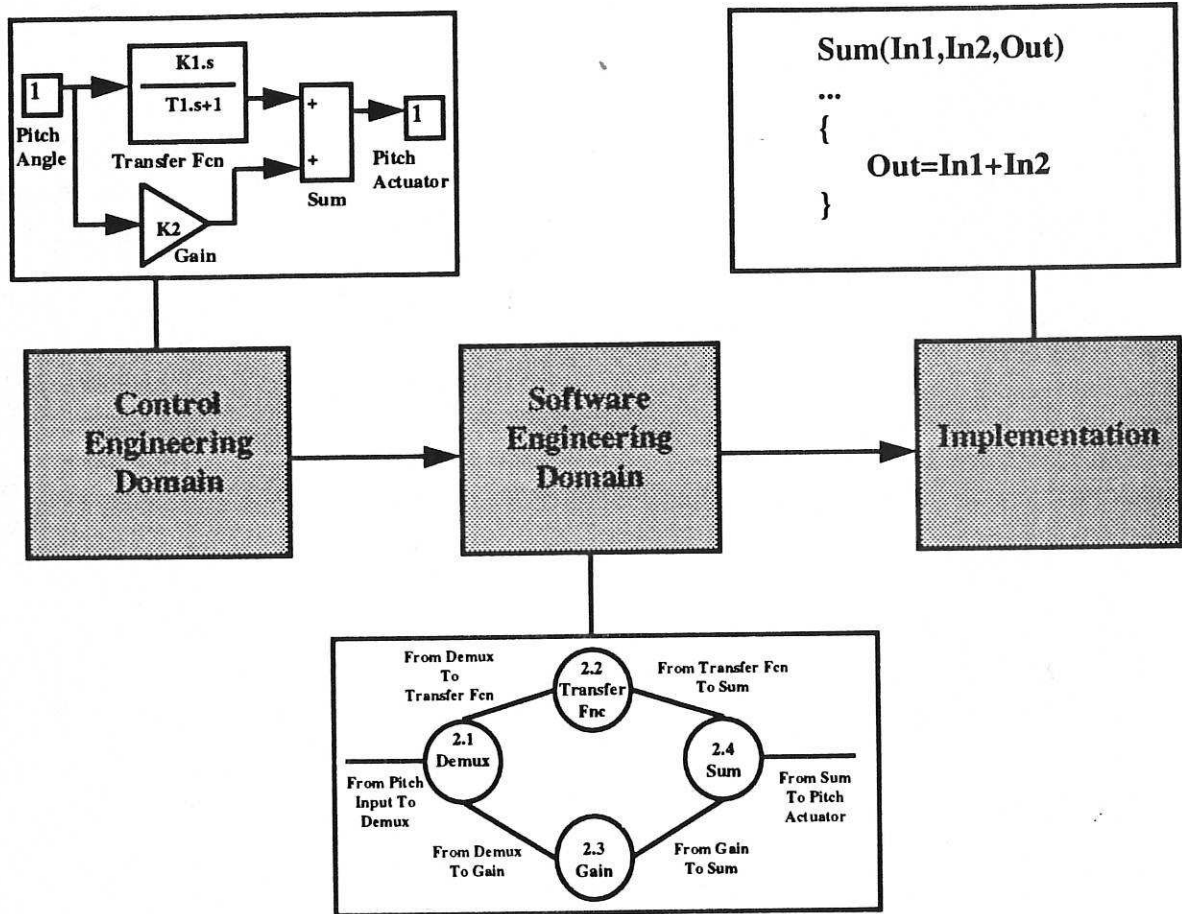 K1.s
T1.s+1
1
Pitch
Angle
Transfer Fcn
+
+
Sum
1
Pitch
Actuator
K2
Gain
Sum(In1,In2,Out)
...
{
Out=In1+In2
}
Control
Engineering
Domain
Software
Engineering
Domain
Implementation
From Demux
To
Transfer Fcn
2.2
Transfer
Fnc
From Transfer Fcn
To Sum
2.1
Demux
2.4
Sum
From Pitch
Input To
Demux
From Sum
To Pitch
Actuator
From Demux
To Gain
2.3
Gain
From Gain
To Sum